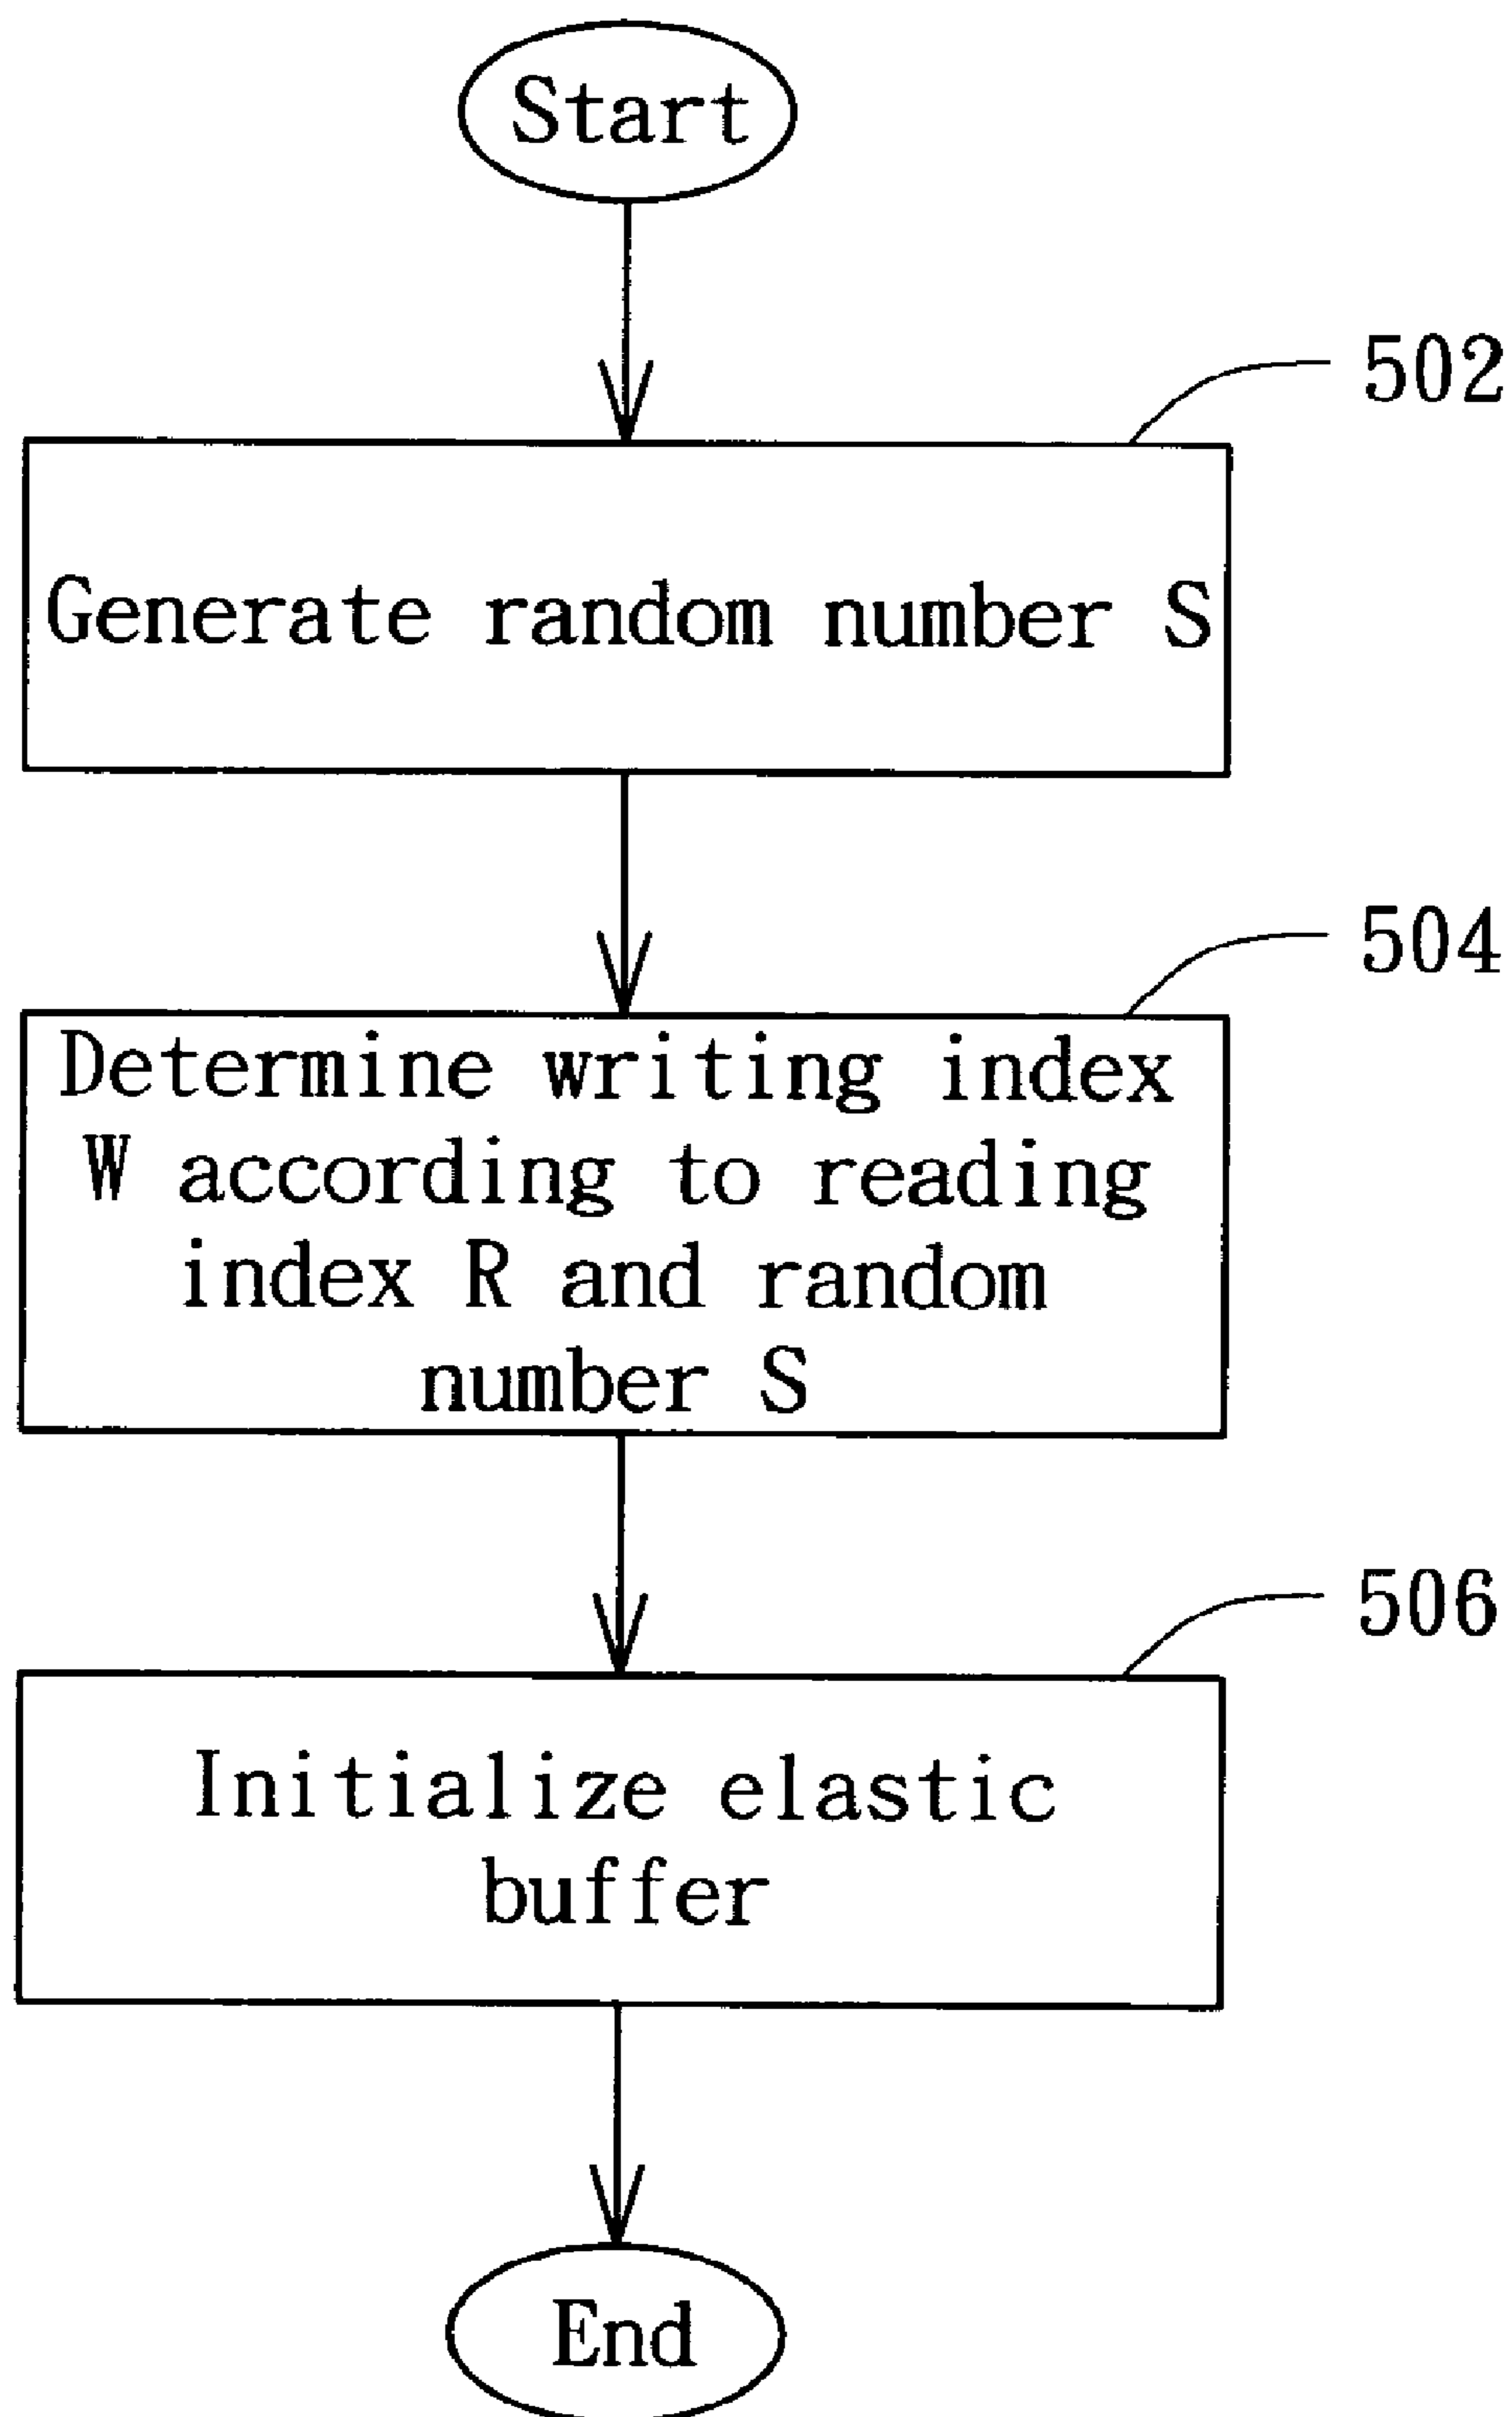 Start
502
Generate random number S
504
Determine writing index
W according to reading
index R and random
number S
506
Initialize elastic
buffer
End